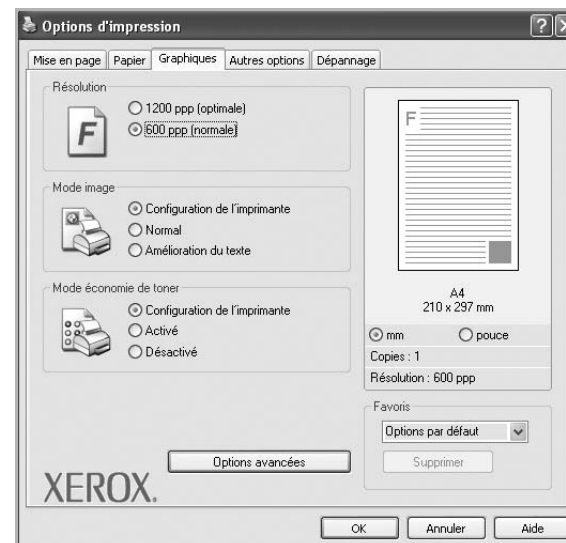 Options d'impression
Mise en page Papier Graphiques Autres options Dépannage
Résolution
1200 ppp (optimale)
600 ppp (normale)
F
Mode image
Configuration de l'imprimante
Normal
Amélioration du texte
Mode économie de toner
Configuration de l'imprimante
Activé
Désactivé
Options avancées
XEROX.
F
A4
210 x 297 mm
mm pouce
Copies : 1
Résolution : 600 ppp
Favoris
Options par défaut
Supprimer
OK Annuler Aide